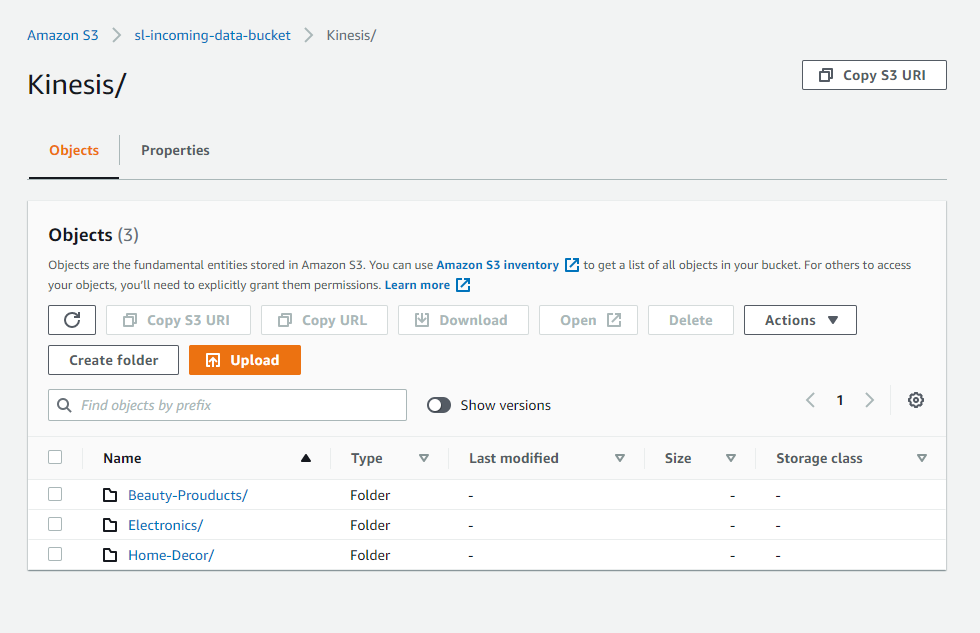 Amazon S3 > sl-incoming-data-bucket > Kinesis/
Kinesis/
Copy S3 URI
Objects Properties
Objects (3)
Objects are the fundamental entities stored in Amazon S3. You can use Amazon S3 inventory to get a list of all objects in your bucket. For others to access
your objects, you'll need to explicitly grant them permissions. Learn more
Copy S3 URI Copy URL Download Open Delete Actions
Create folder Upload
Find objects by prefix Show versions 1
Name Type Last modified Size Storage class
Beauty-Prouducts/ Folder - - -
Electronics/ Folder - - -
Home-Decor/ Folder - - -